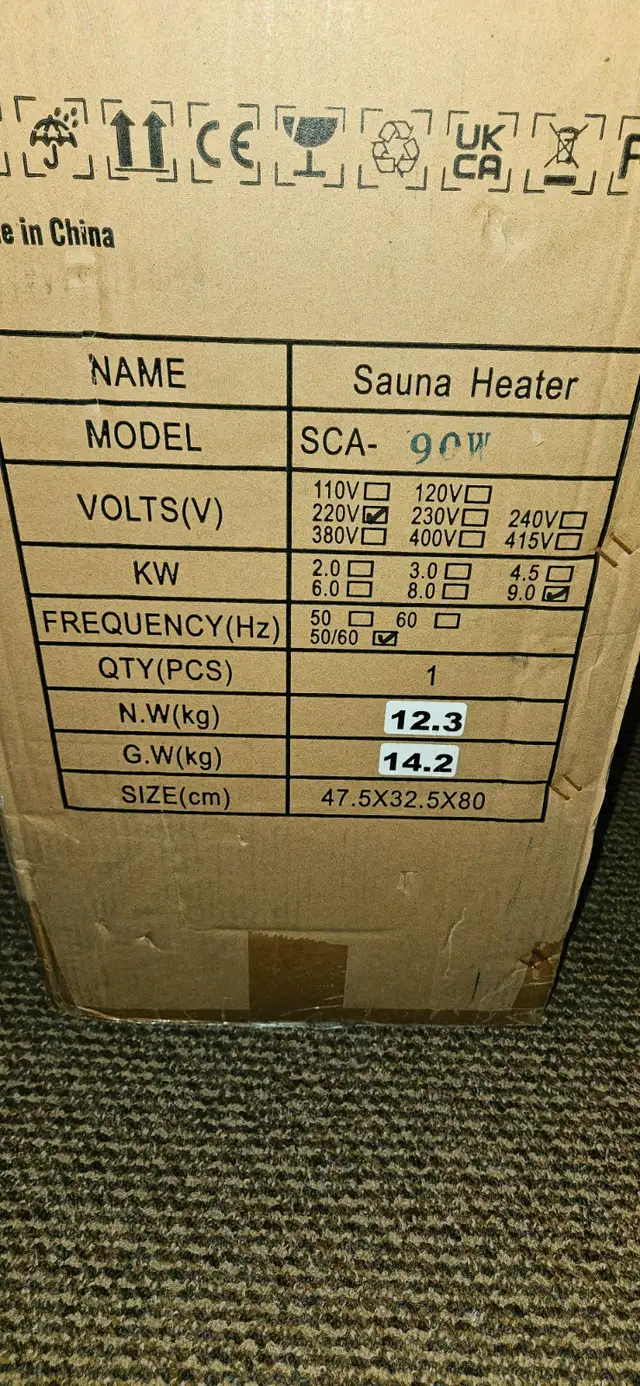 CE
UK
CA
e in China
NAME Sauna Heater
MODEL SCA- 90W
VOLTS(V) 110V☐ 120V☐
220V☑ 230V☐ 240V☐
380V☐ 400V☐ 415V☐
KW 2.0☐ 3.0☐ 4.5☐
6.0☐ 8.0☐ 9.0☑
FREQUENCY(Hz) 50 ☐ 60 ☐
50/60 ☑
QTY(PCS) 1
N.W(kg) 12.3
G.W(kg) 14.2
SIZE(cm) 47.5X32.5X80